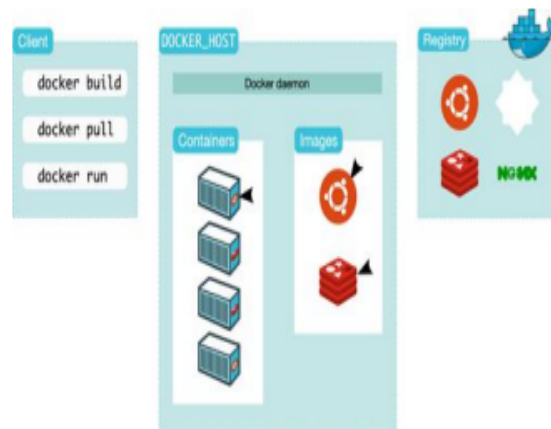 Client
docker build
docker pull
docker run
DOCKER_HOST
Docker daemon
Containers
Images
Registry
NGINX